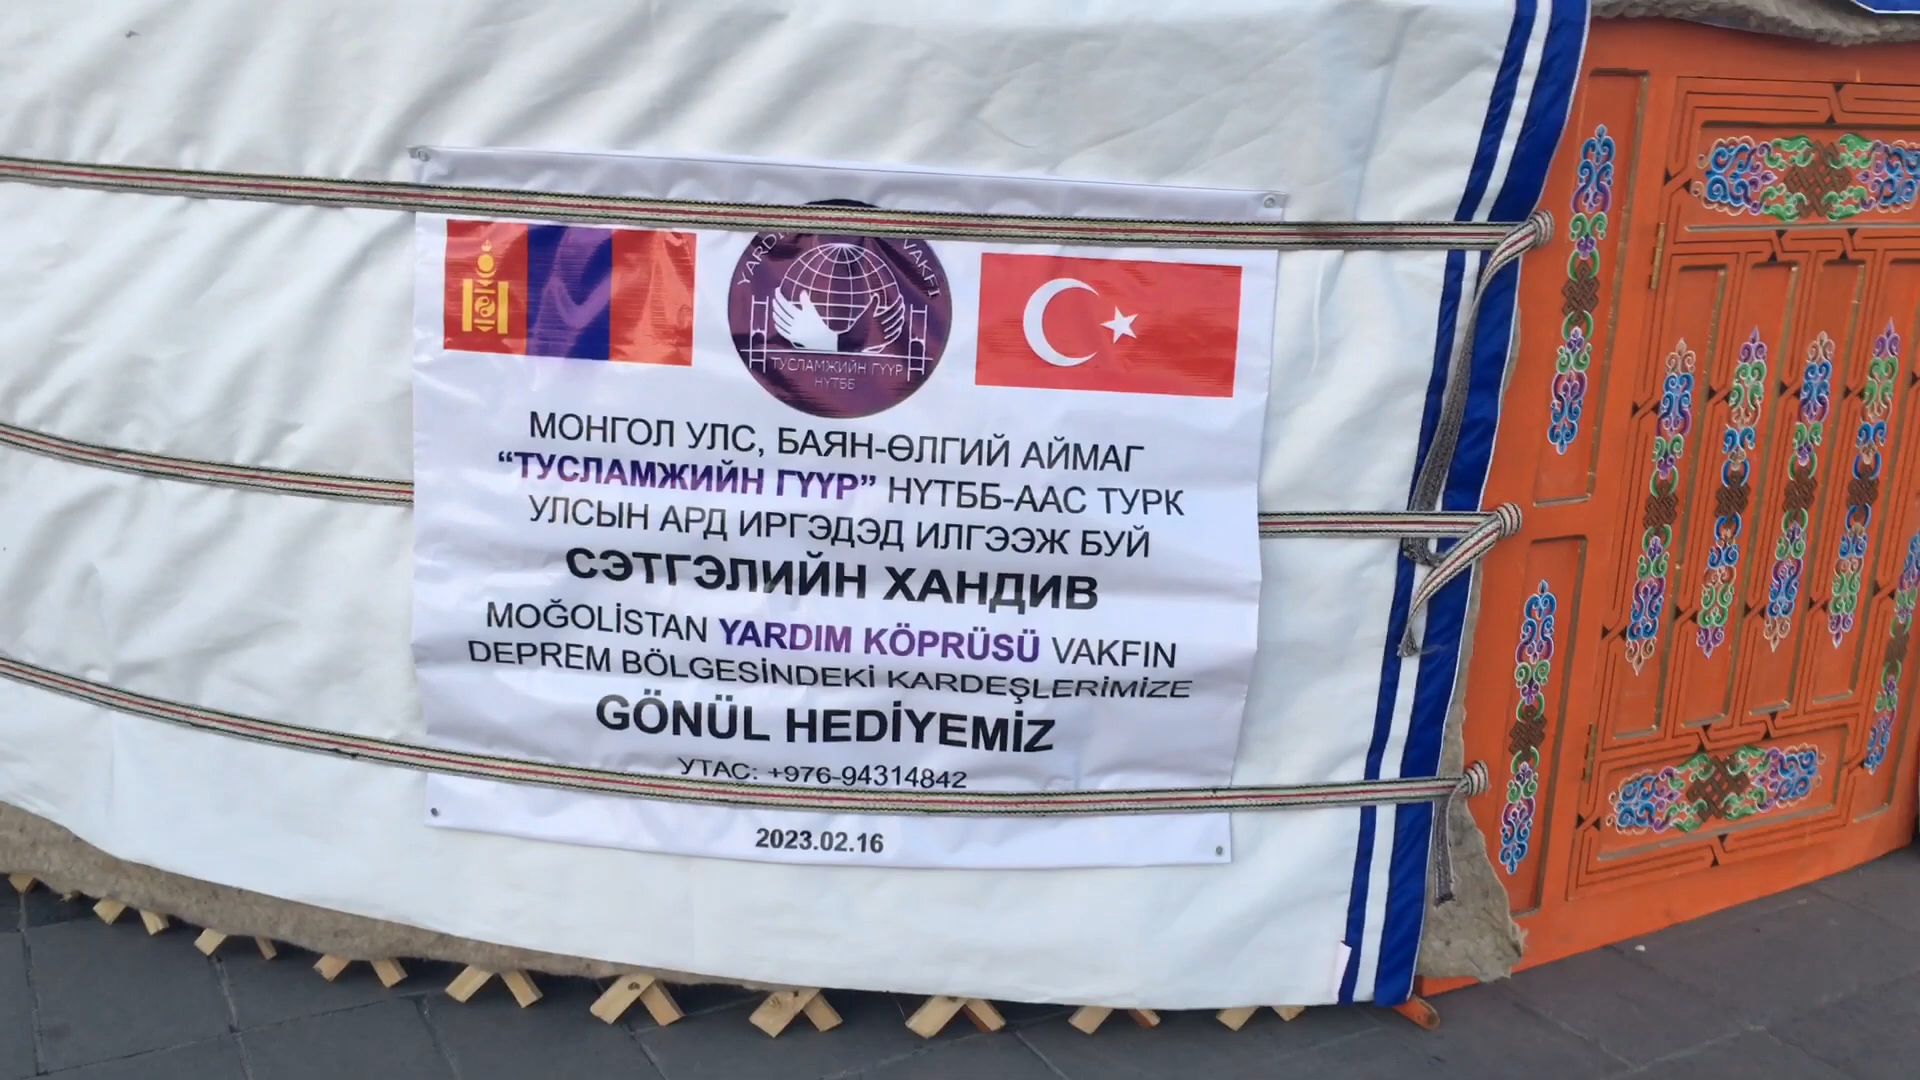 YARDI VAKFI
ТУСЛАМЖИЙН ГҮҮР
НҮТББ
МОНГОЛ УЛС, БАЯН-ӨЛГИЙ АЙМАГ
“ТУСЛАМЖИЙН ГҮҮР” НҮТББ-ААС ТУРК
УЛСЫН АРД ИРГЭДЭД ИЛГЭЭЖ БУЙ
СЭТГЭЛИЙН ХАНДИВ
MOĞOLİSTAN YARDIM KÖPRÜSÜ VAKFIN
DEPREM BÖLGESİNDEKİ KARDEŞLERİMİZE
GÖNÜL HEDİYEMİZ
УТАС: +976-94314842
2023.02.16